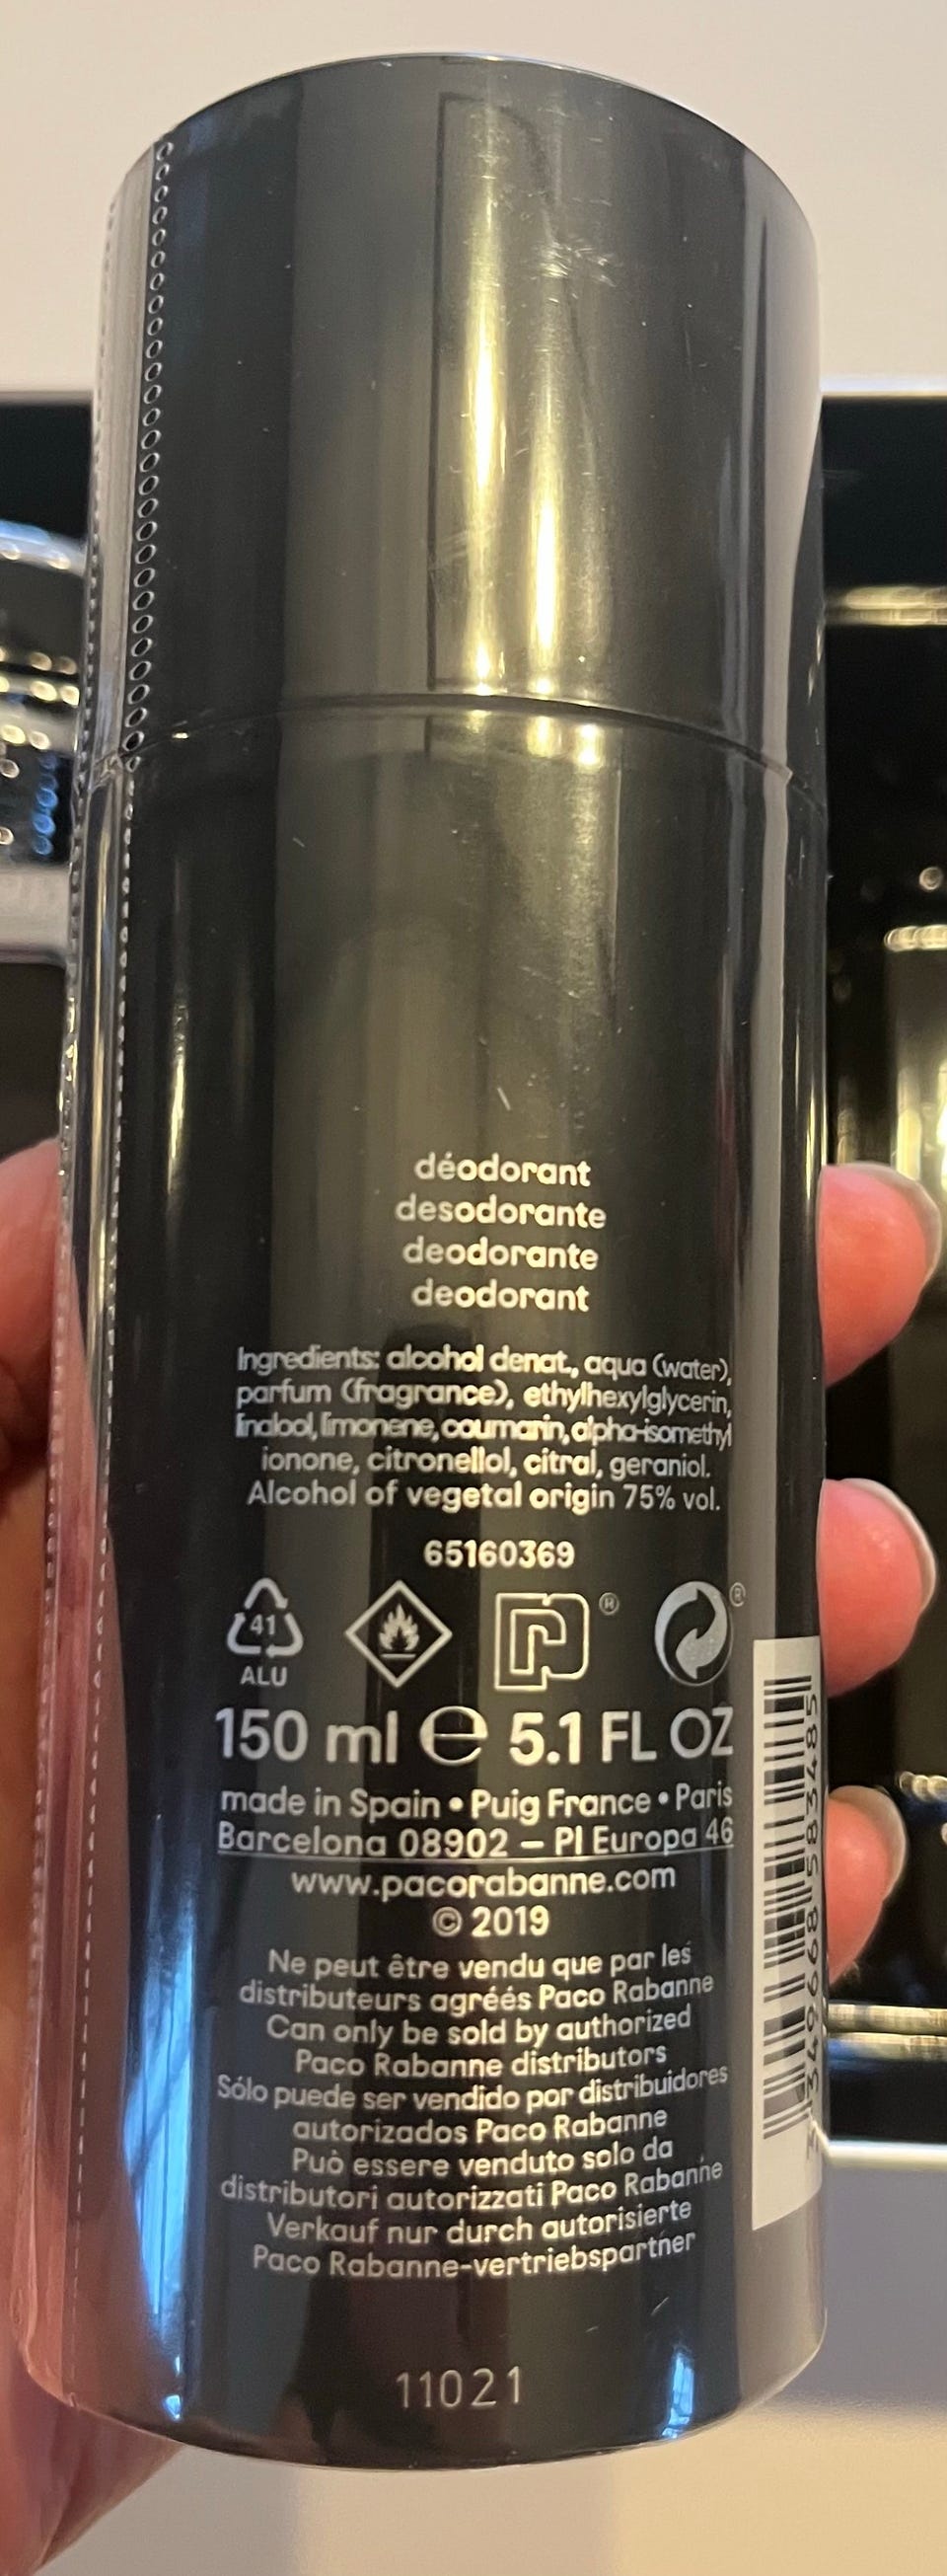 déodorant
desodorante
deodorante
deodorant
Ingredients: alcohol denat., aqua (water),
parfum (fragrance), ethylhexylglycerin,
linalool, limonene, coumarin, alpha-isomethyl
ionone, citronellol, citral, geraniol.
Alcohol of vegetal origin 75% vol.
65160369
41
ALU
®
®
150 ml ℮ 5.1 FL OZ
made in Spain • Puig France • Paris
Barcelona 08902 – PI Europa 46
www.pacorabanne.com
© 2019
Ne peut être vendu que par les
distributeurs agréés Paco Rabanne
Can only be sold by authorized
Paco Rabanne distributors
Sólo puede ser vendido por distribuidores
autorizados Paco Rabanne
Può essere venduto solo da
distributori autorizzati Paco Rabanne
Verkauf nur durch autorisierte
Paco Rabanne-vertriebspartner
11021